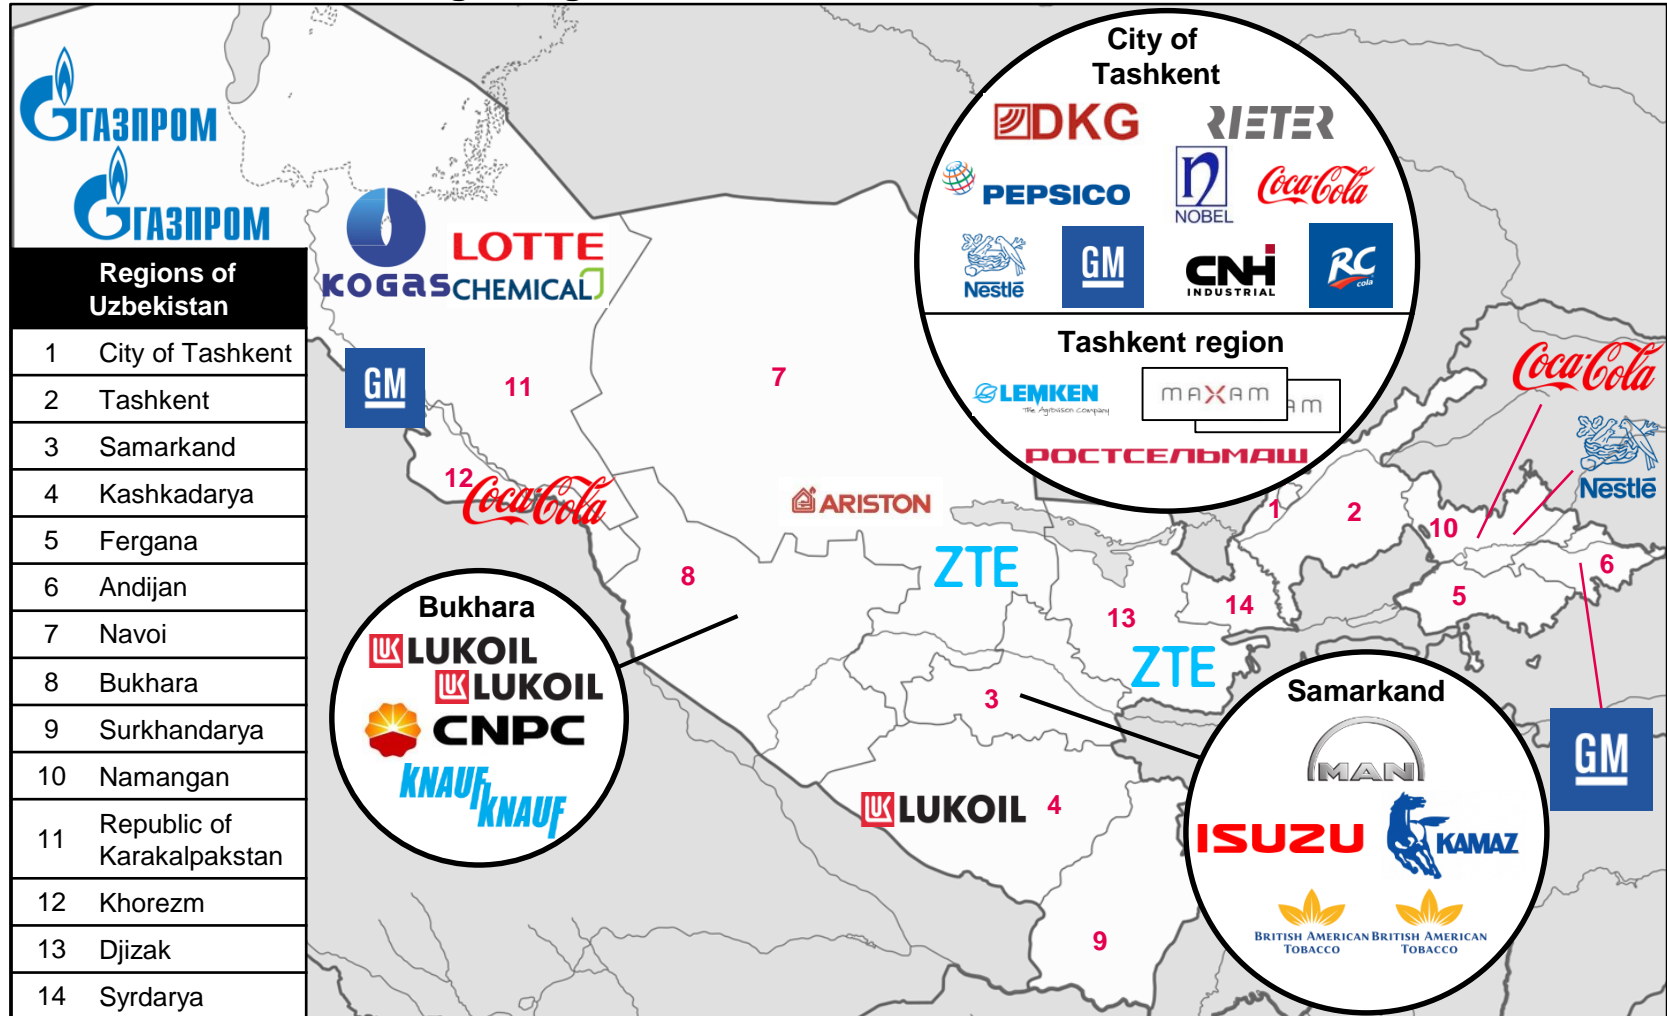 ГАЗПРОМ
ГАЗПРОМ
Regions of
Uzbekistan
1 City of Tashkent
2 Tashkent
3 Samarkand
4 Kashkadarya
5 Fergana
6 Andijan
7 Navoi
8 Bukhara
9 Surkhandarya
10 Namangan
11 Republic of
Karakalpakstan
12 Khorezm
13 Djizak
14 Syrdarya
KOGAS
LOTTE
CHEMICAL
GM
11
7
12
Coca-Cola
8
ARISTON
ZTE
City of
Tashkent
DKG
RIETER
PEPSICO
n
NOBEL
Coca-Cola
Nestlé
GM
CNH
INDUSTRIAL
RC
cola
Tashkent region
LEMKEN
The Agrovision Company
MAXAM
AM
РОСТСЕЛЬМАШ
1
2
10
Coca-Cola
Nestlé
6
5
14
13
ZTE
GM
Bukhara
LUKOIL
LUKOIL
CNPC
KNAUF
KNAUF
3
LUKOIL
4
9
Samarkand
MAN
ISUZU
KAMAZ
BRITISH AMERICAN
TOBACCO
BRITISH AMERICAN
TOBACCO